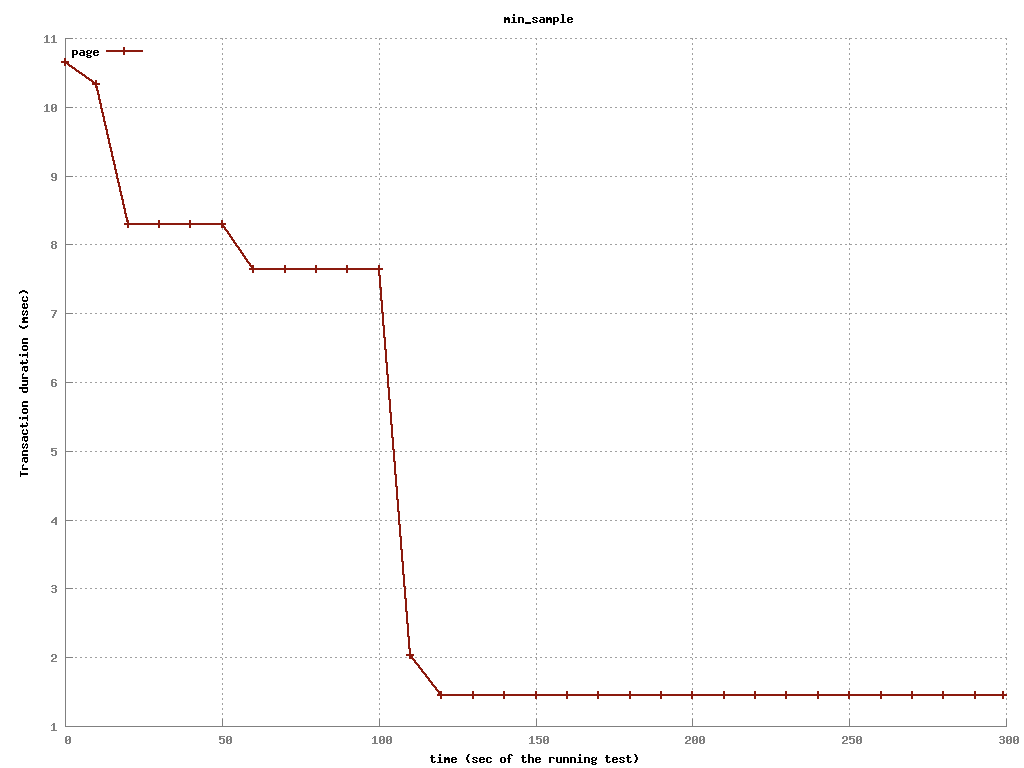 min_sample
page
11
10
9
8
7
6
5
4
3
2
1
Transaction duration (msec)
0 50 100 150 200 250 300
time (sec of the running test)